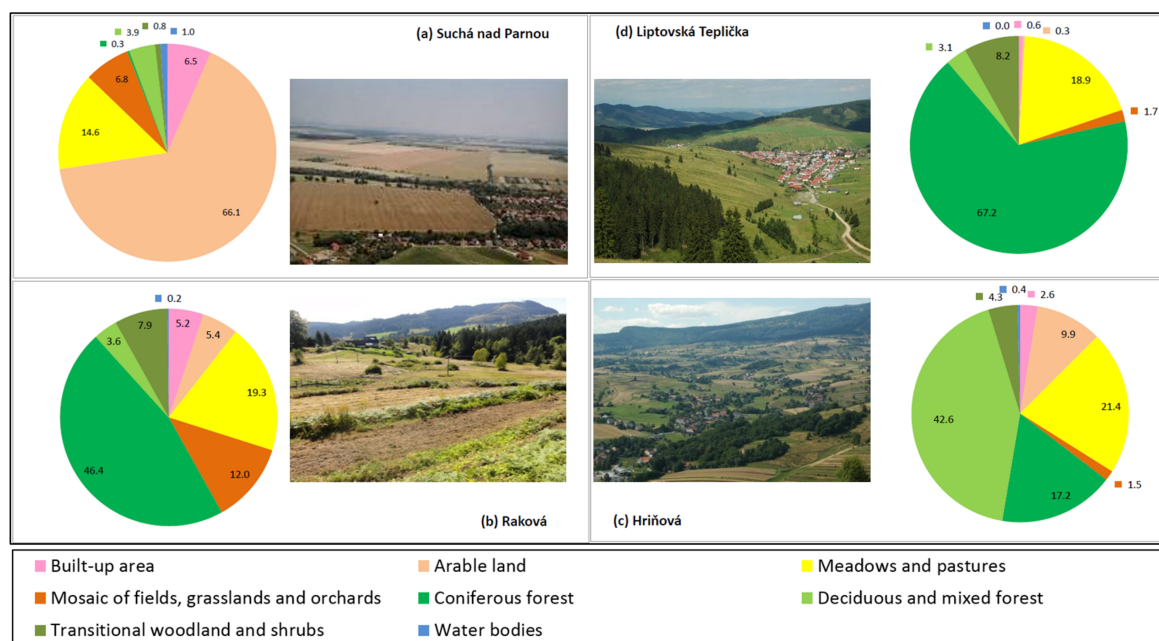 (a) Suchá nad Parnou
3.9
0.8
0.3
1.0
6.5
6.8
14.6
66.1
(d) Liptovská Teplička
0.0
0.6
0.3
3.1
8.2
18.9
1.7
67.2
0.2
7.9
5.2
5.4
3.6
19.3
46.4
12.0
(b) Raková
0.4
4.3
2.6
9.9
42.6
21.4
1.5
17.2
(c) Hriňová
Built-up area
Arable land
Meadows and pastures
Mosaic of fields, grasslands and orchards
Coniferous forest
Deciduous and mixed forest
Transitional woodland and shrubs
Water bodies